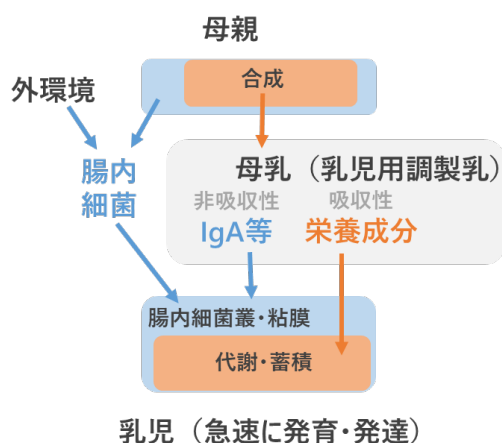 母親
合成
外環境
腸内
細菌
母乳（乳児用調製乳）
非吸収性 吸収性
IgA等 栄養成分
腸内細菌叢・粘膜
代謝・蓄積
乳児（急速に発育・発達）